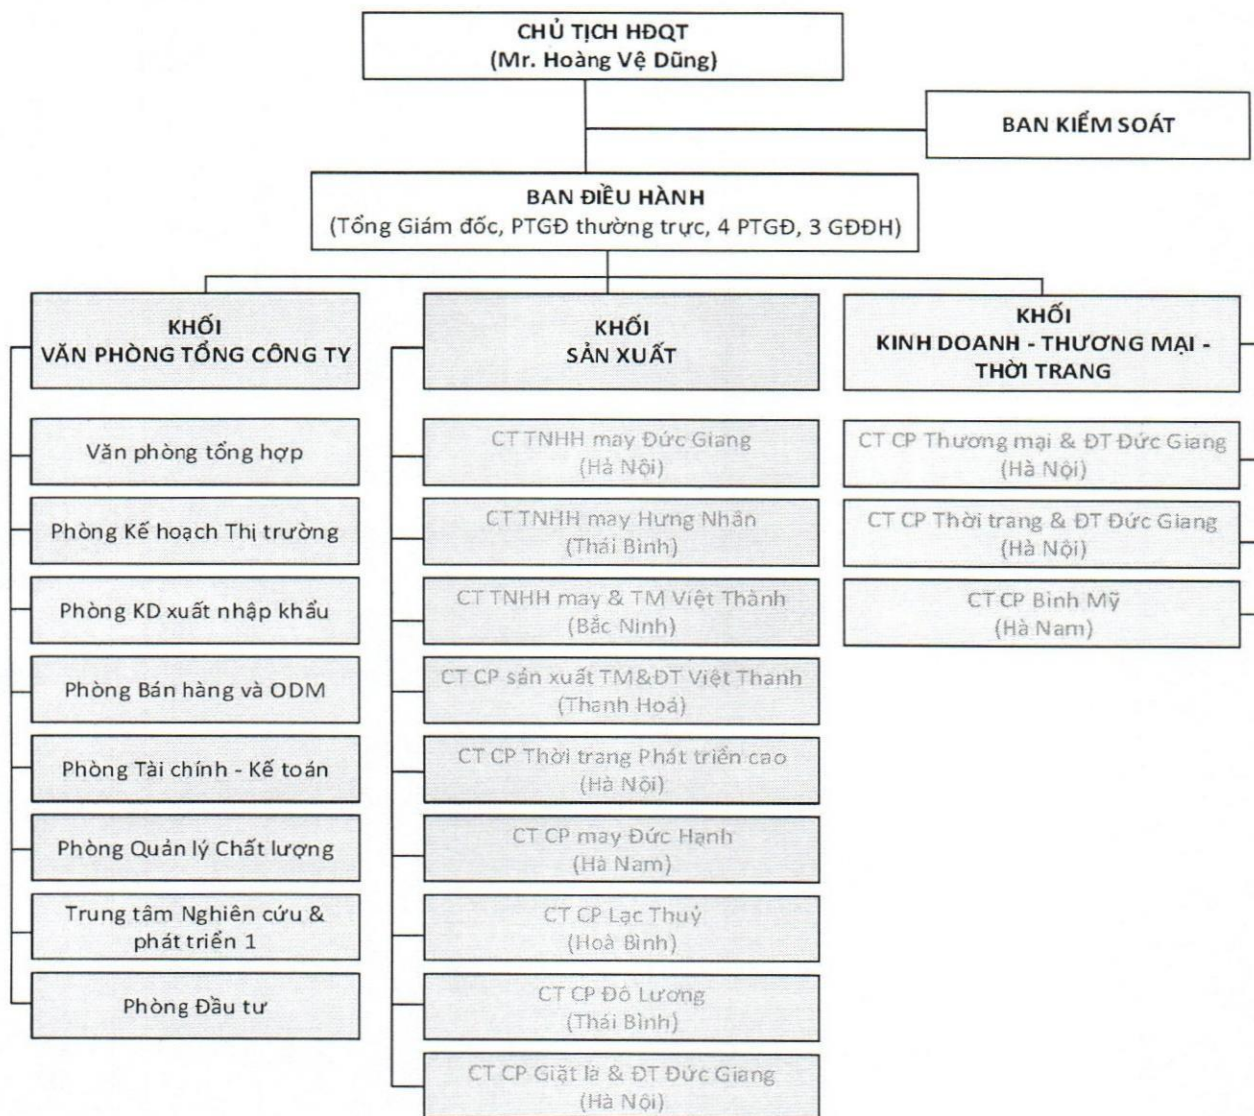 CHỦ TỊCH HĐQT
(Mr. Hoàng Vệ Dũng)
BAN KIỂM SOÁT
BAN ĐIỀU HÀNH
(Tổng Giám đốc, PTGĐ thường trực, 4 PTGĐ, 3 GĐĐH)
KHỐI
VĂN PHÒNG TỔNG CÔNG TY
Văn phòng tổng hợp
Phòng Kế hoạch Thị trường
Phòng KD xuất nhập khẩu
Phòng Bán hàng và ODM
Phòng Tài chính - Kế toán
Phòng Quản lý Chất lượng
Trung tâm Nghiên cứu &
phát triển 1
Phòng Đầu tư
KHỐI
SẢN XUẤT
CT TNHH may Đức Giang
(Hà Nội)
CT TNHH may Hưng Nhân
(Thái Bình)
CT TNHH may & TM Việt Thành
(Bắc Ninh)
CT CP sản xuất TM&ĐT Việt Thanh
(Thanh Hoá)
CT CP Thời trang Phát triển cao
(Hà Nội)
CT CP may Đức Hạnh
(Hà Nam)
CT CP Lạc Thuỷ
(Hoà Bình)
CT CP Đô Lương
(Thái Bình)
CT CP Giặt là & ĐT Đức Giang
(Hà Nội)
KHỐI
KINH DOANH - THƯƠNG MẠI -
THỜI TRANG
CT CP Thương mại & ĐT Đức Giang
(Hà Nội)
CT CP Thời trang & ĐT Đức Giang
(Hà Nội)
CT CP Bình Mỹ
(Hà Nam)